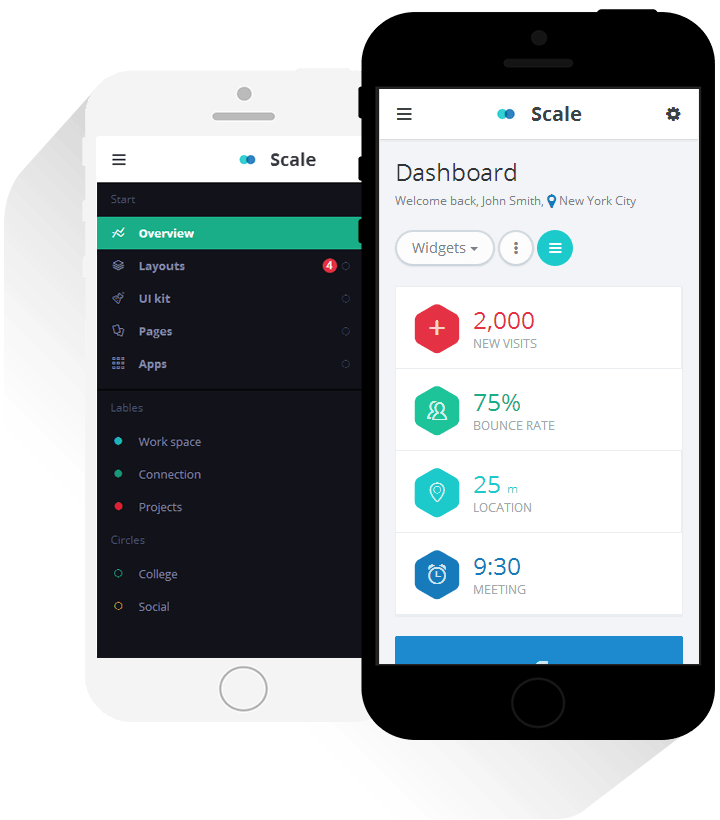 Scale
Start
Overview
Layouts 4
UI kit
Pages
Apps
Lables
Work space
Connection
Projects
Circles
College
Social
Scale
Dashboard
Welcome back, John Smith, New York City
Widgets
2,000
NEW VISITS
75%
BOUNCE RATE
25 m
LOCATION
9:30
MEETING